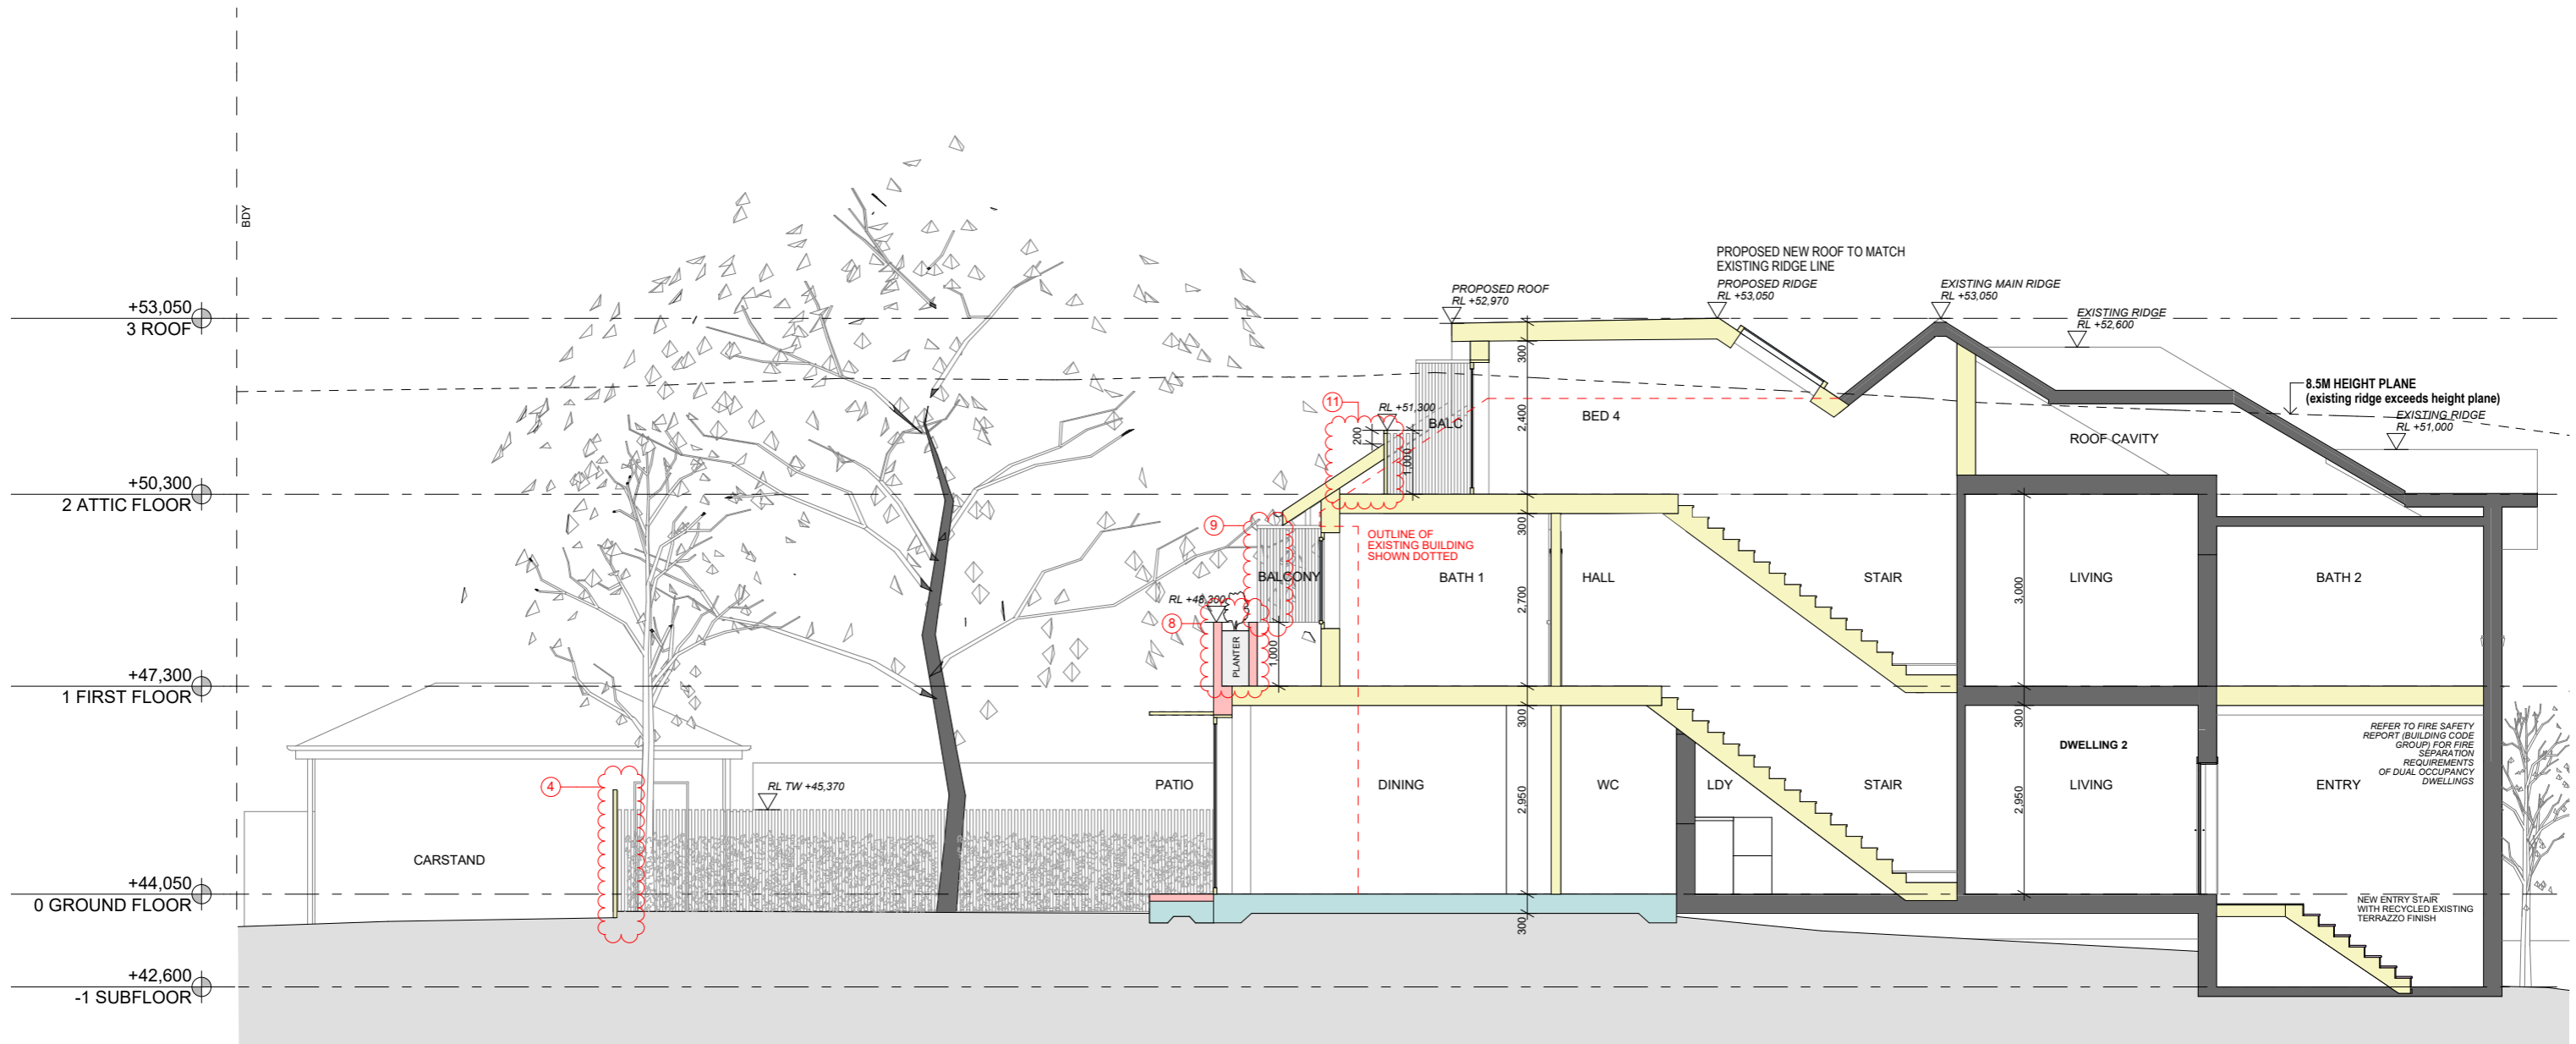 BDY
PROPOSED NEW ROOF TO MATCH
EXISTING RIDGE LINE
PROPOSED RIDGE
RL +53,050
PROPOSED ROOF
RL +52,970
EXISTING MAIN RIDGE
RL +53,050
EXISTING RIDGE
RL +52,600
+53,050
3 ROOF
300
8.5M HEIGHT PLANE
(existing ridge exceeds height plane)
EXISTING RIDGE
RL +51,000
11
RL +51,300
200
1,000
BALC
2,400
BED 4
ROOF CAVITY
+50,300
2 ATTIC FLOOR
9
300
OUTLINE OF
EXISTING BUILDING
SHOWN DOTTED
BALCONY
BATH 1
HALL
STAIR
LIVING
BATH 2
2,700
3,000
RL +48,300
8
PLANTER
1,000
+47,300
1 FIRST FLOOR
300
300
REFER TO FIRE SAFETY
REPORT (BUILDING CODE
GROUP) FOR FIRE
SEPARATION
REQUIREMENTS
OF DUAL OCCUPANCY
DWELLINGS
DWELLING 2
4
RL TW +45,370
PATIO
DINING
WC
LDY
STAIR
LIVING
ENTRY
2,950
2,950
CARSTAND
+44,050
0 GROUND FLOOR
300
NEW ENTRY STAIR
WITH RECYCLED EXISTING
TERRAZZO FINISH
+42,600
-1 SUBFLOOR